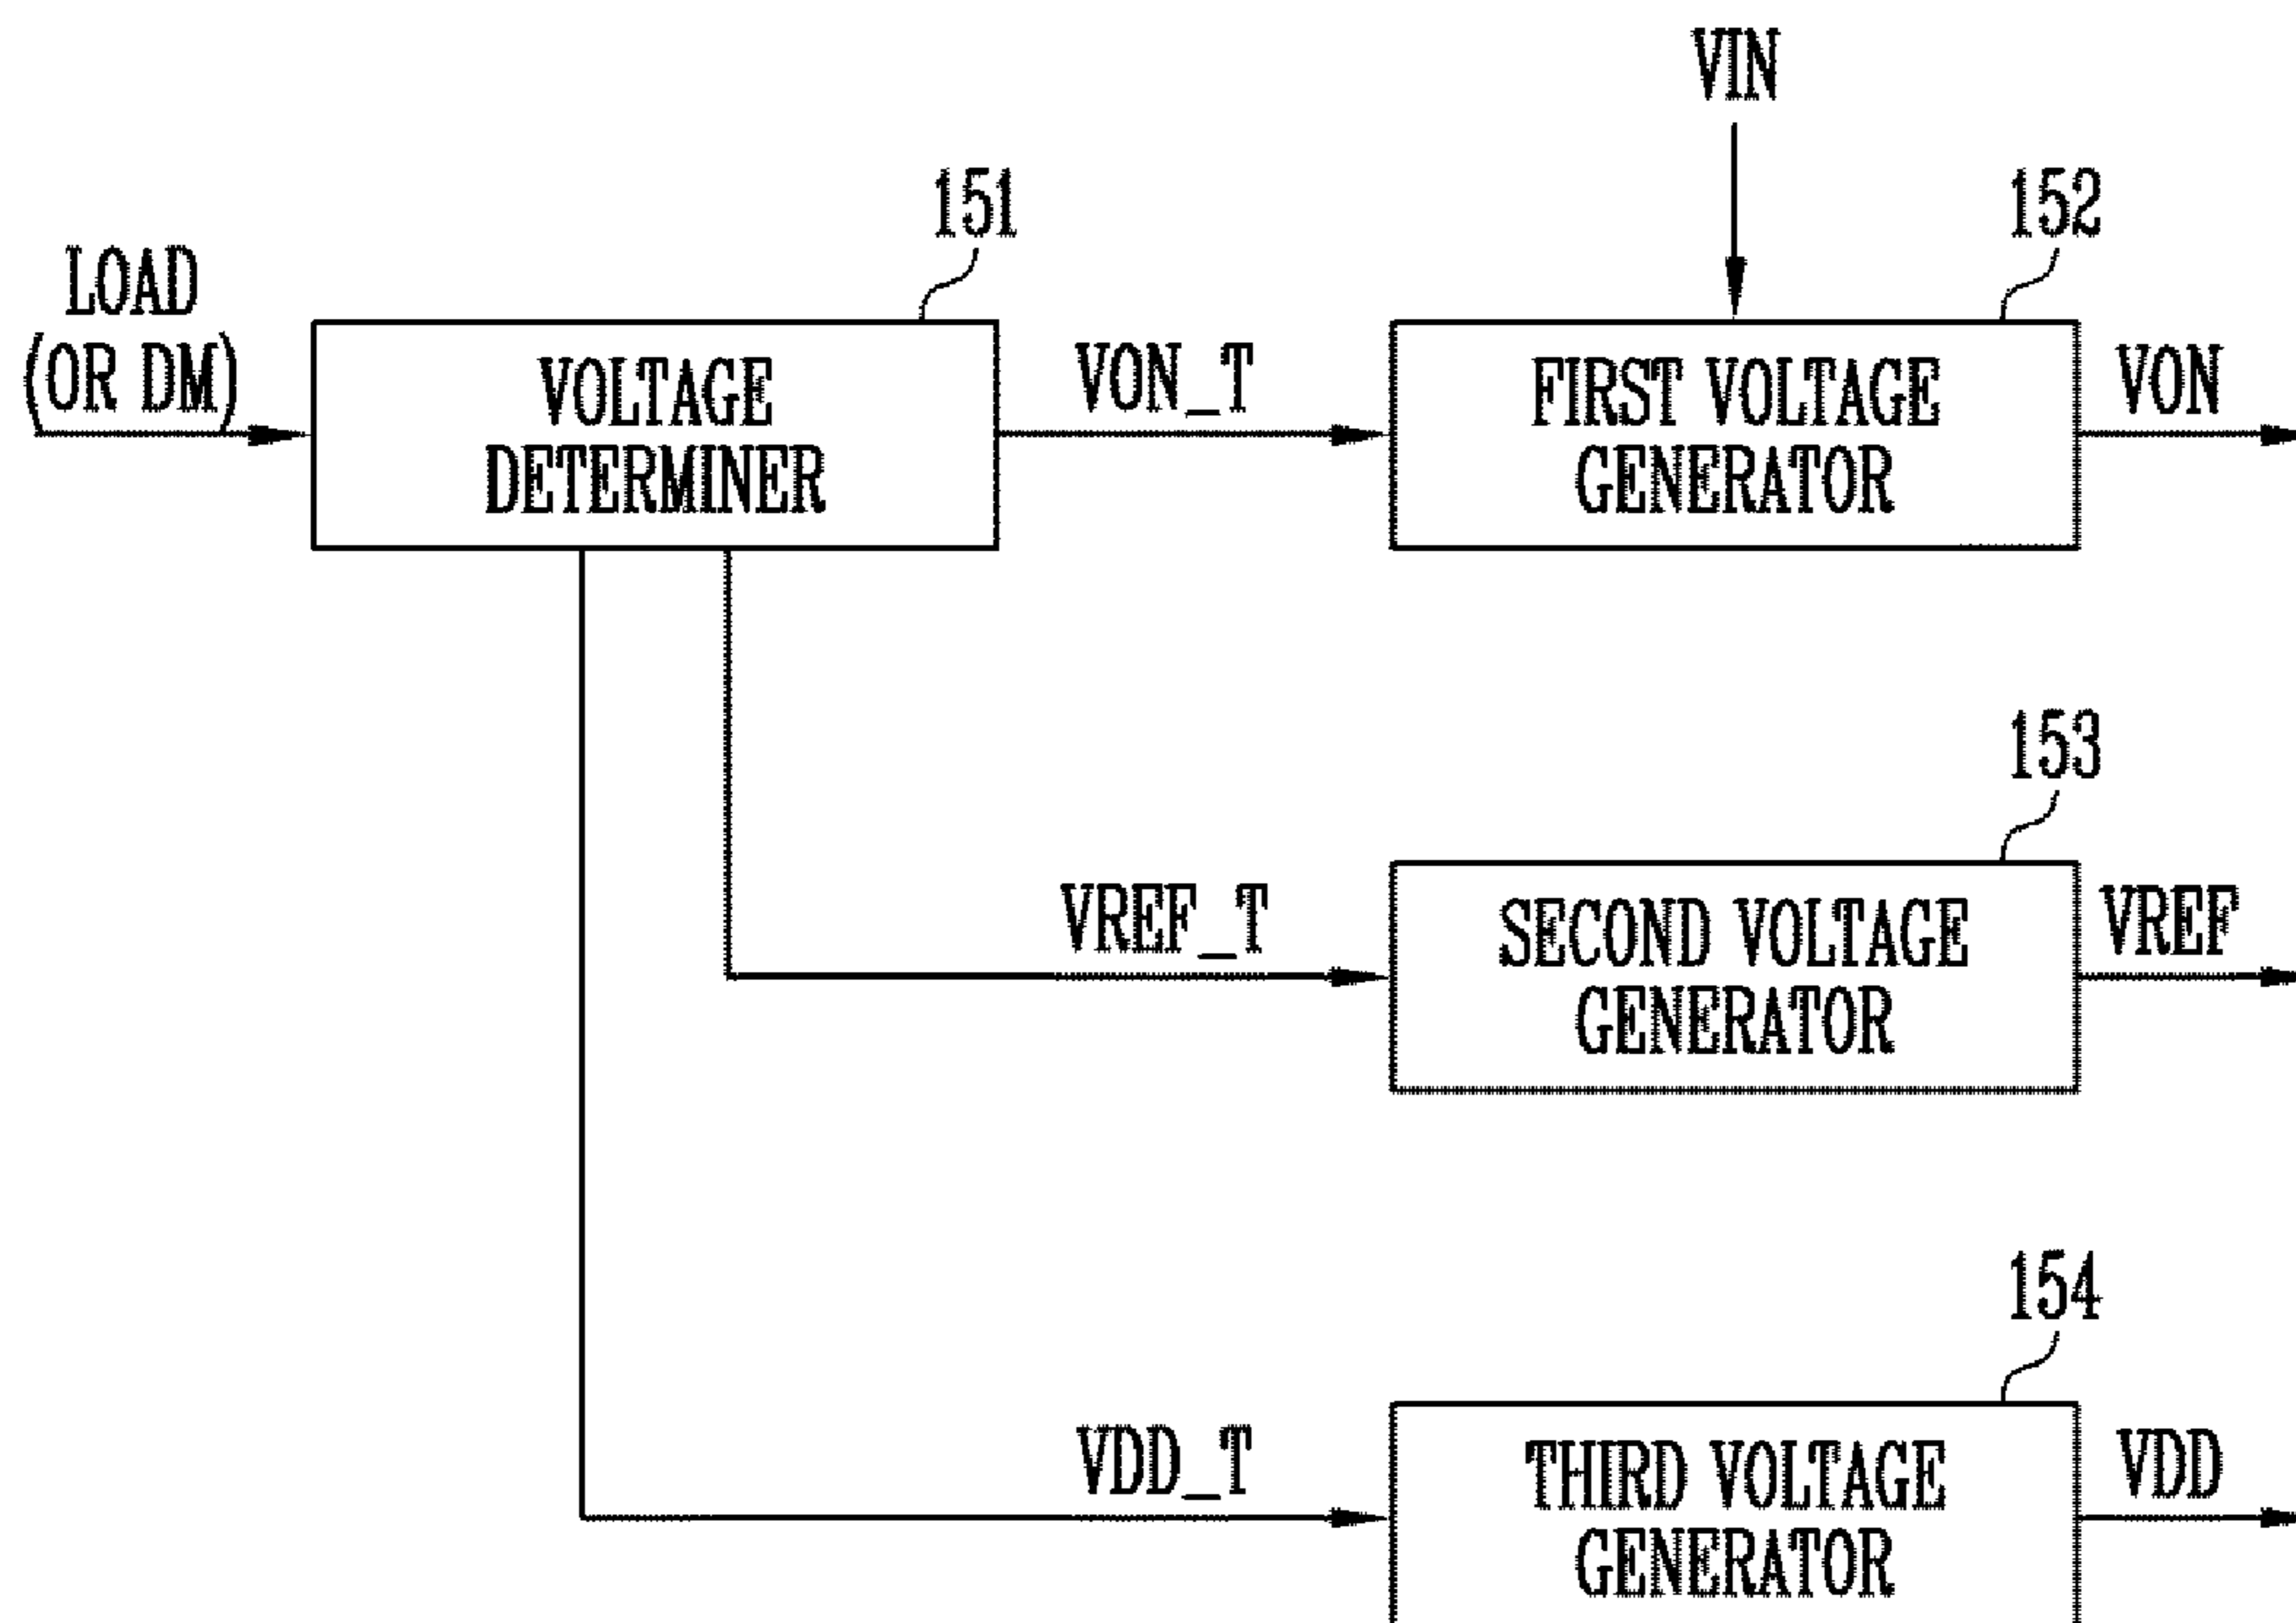 VIN
151
152
LOAD
(OR DM)
VOLTAGE
DETERMINER
VON_T
FIRST VOLTAGE
GENERATOR
VON
153
VREF_T
SECOND VOLTAGE
GENERATOR
VREF
154
VDD_T
THIRD VOLTAGE
GENERATOR
VDD